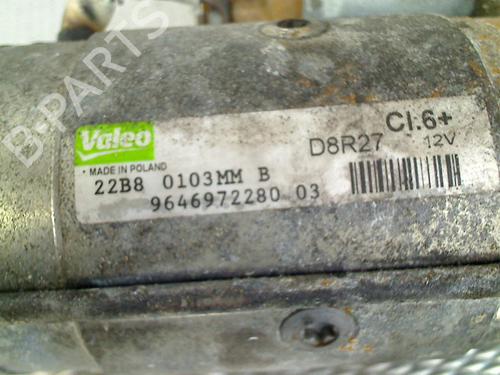 B-PARTS
Valeo
Cl.6+
D8R27 12V
* MADE IN POLAND
22B8 0103MM B
9646972280 03